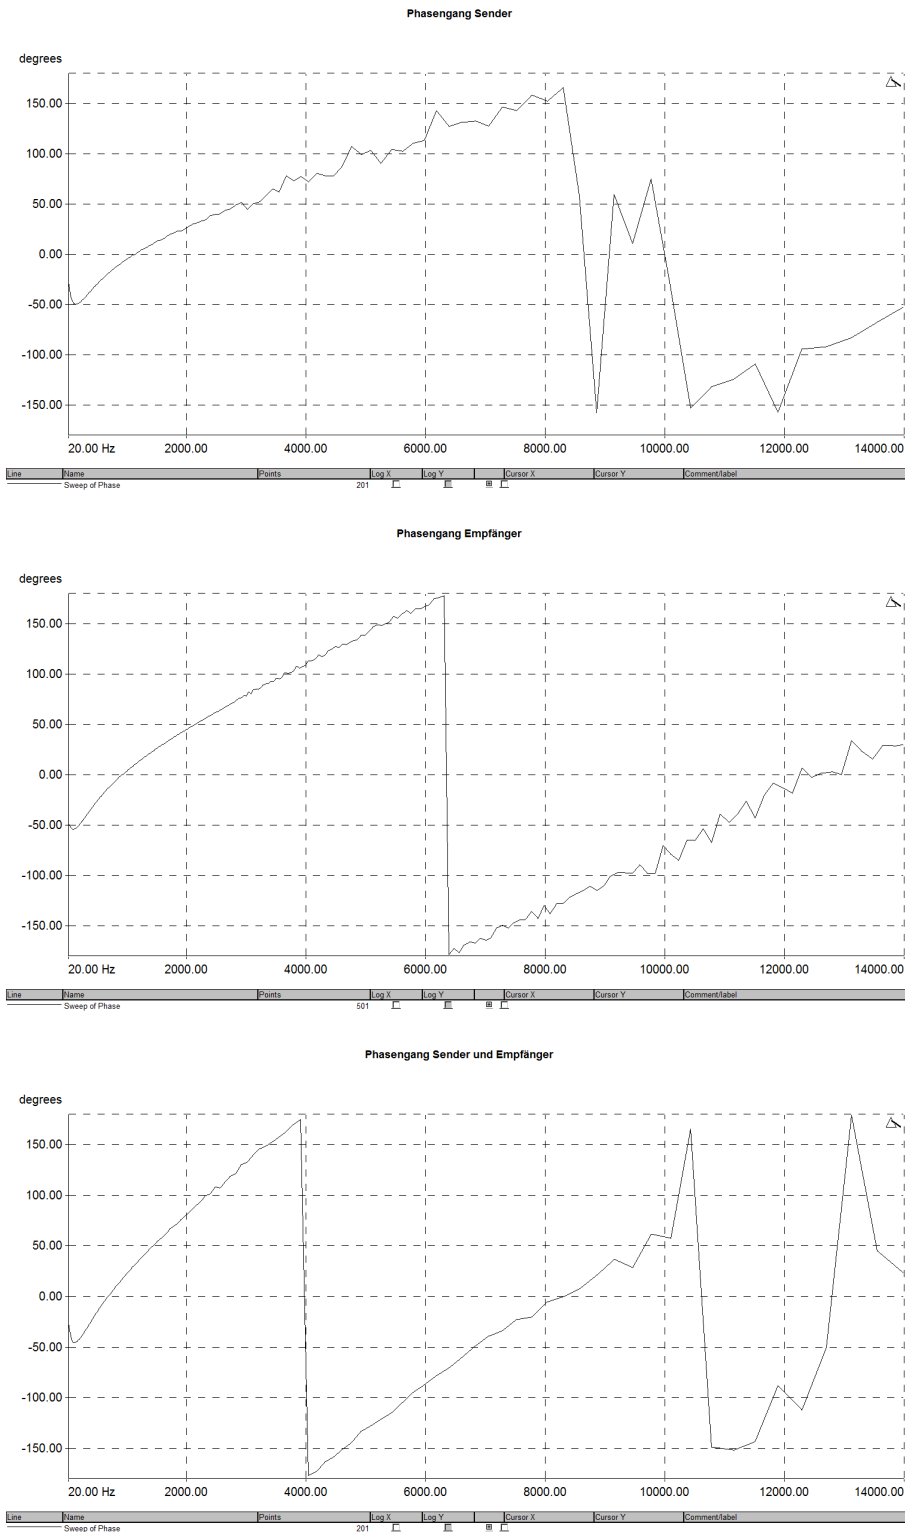 Phasengang Sender
degrees
150.00
100.00
50.00
0.00
-50.00
-100.00
-150.00
20.00 Hz 2000.00 4000.00 6000.00 8000.00 10000.00 12000.00 14000.00
Line Name Points Log X Log Y Cursor X Cursor Y Comment/label
Sweep of Phase 201
Phasengang Empfänger
degrees
150.00
100.00
50.00
0.00
-50.00
-100.00
-150.00
20.00 Hz 2000.00 4000.00 6000.00 8000.00 10000.00 12000.00 14000.00
Line Name Points Log X Log Y Cursor X Cursor Y Comment/label
Sweep of Phase 501
Phasengang Sender und Empfänger
degrees
150.00
100.00
50.00
0.00
-50.00
-100.00
-150.00
20.00 Hz 2000.00 4000.00 6000.00 8000.00 10000.00 12000.00 14000.00
Line Name Points Log X Log Y Cursor X Cursor Y Comment/label
Sweep of Phase 201